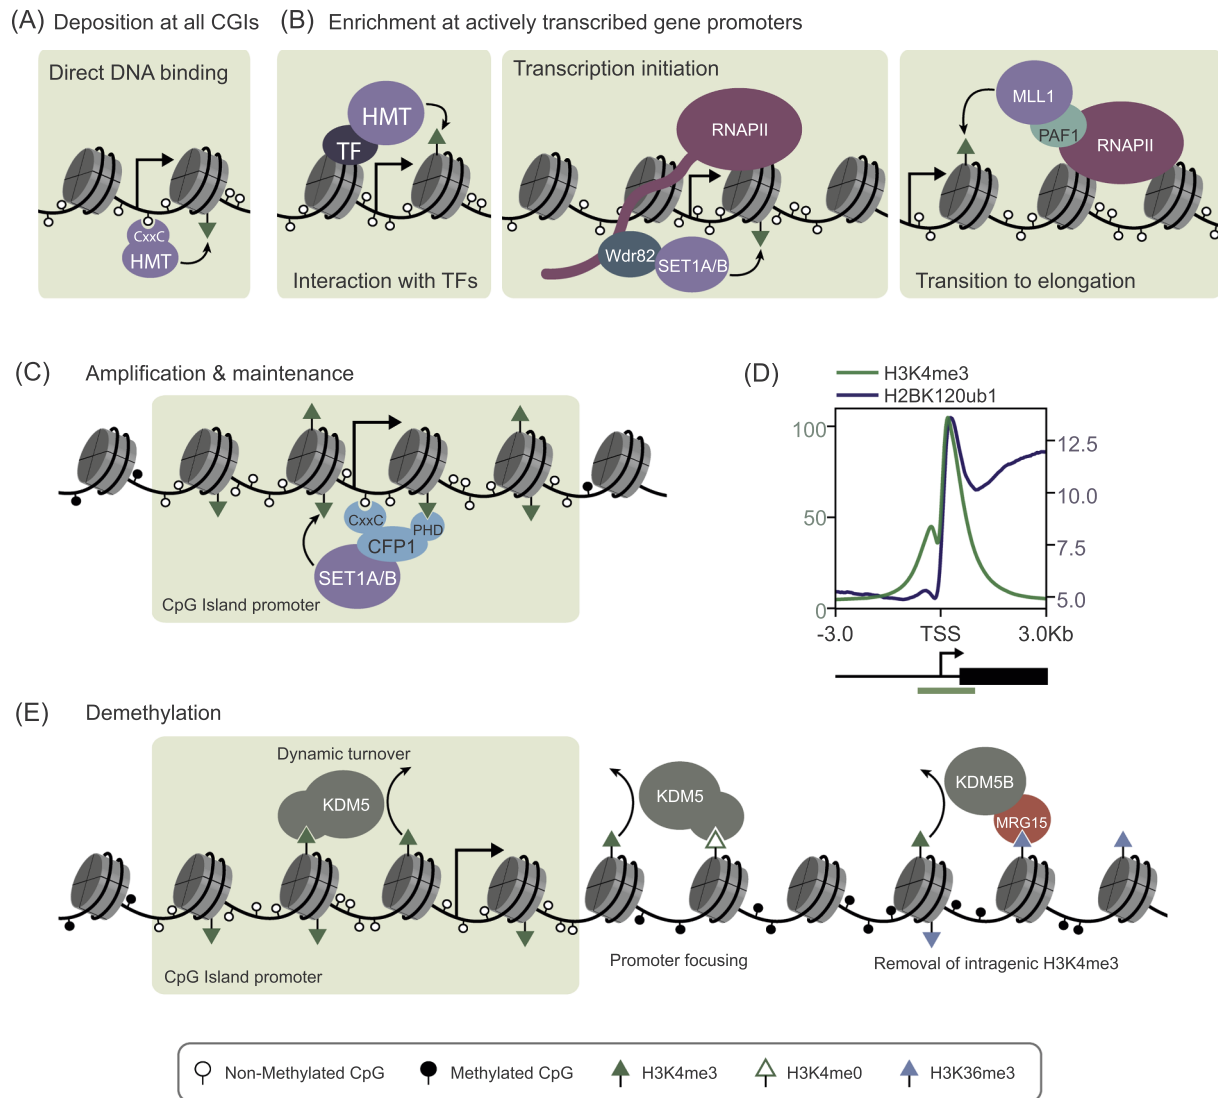 (A) Deposition at all CGIs
(B) Enrichment at actively transcribed gene promoters
Direct DNA binding
CxxC
HMT
HMT
TF
Interaction with TFs
Transcription initiation
RNAPII
Wdr82
SET1A/B
MLL1
PAF1
RNAPII
Transition to elongation
(C) Amplification & maintenance
CxxC
PHD
CFP1
SET1A/B
CpG Island promoter
(D)
H3K4me3
H2BK120ub1
100
50
0
12.5
10.0
7.5
5.0
-3.0 TSS 3.0Kb
(E) Demethylation
Dynamic turnover
KDM5
CpG Island promoter
KDM5
Promoter focusing
KDM5B
MRG15
Removal of intragenic H3K4me3
Non-Methylated CpG
Methylated CpG
H3K4me3
H3K4me0
H3K36me3